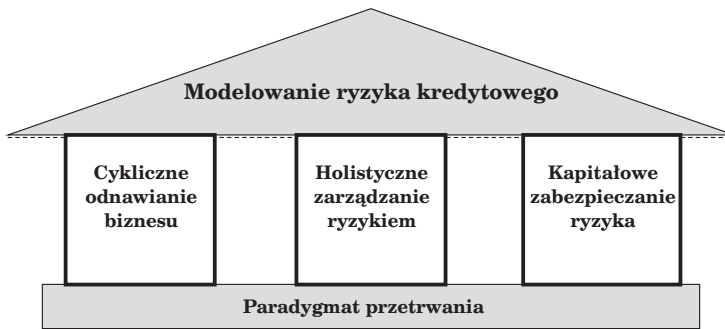 Modelowanie ryzyka kredytowego
Cykliczne
odnawianie
biznesu
Holistyczne
zarządzanie
ryzykiem
Kapitałowe
zabezpieczanie
ryzyka
Paradygmat przetrwania